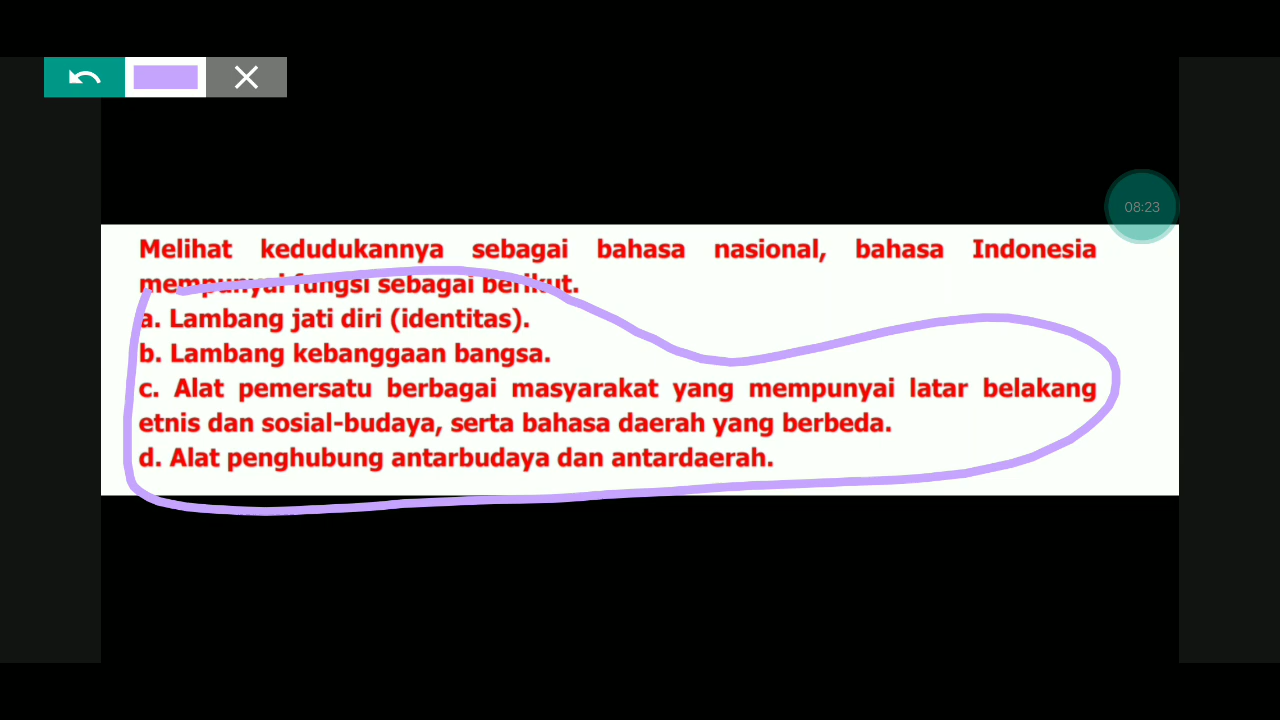 08:23
Melihat kedudukannya sebagai bahasa nasional, bahasa Indonesia
mempunyai fungsi sebagai berikut.
a. Lambang jati diri (identitas).
b. Lambang kebanggaan bangsa.
c. Alat pemersatu berbagai masyarakat yang mempunyai latar belakang
etnis dan sosial-budaya, serta bahasa daerah yang berbeda.
d. Alat penghubung antarbudaya dan antardaerah.